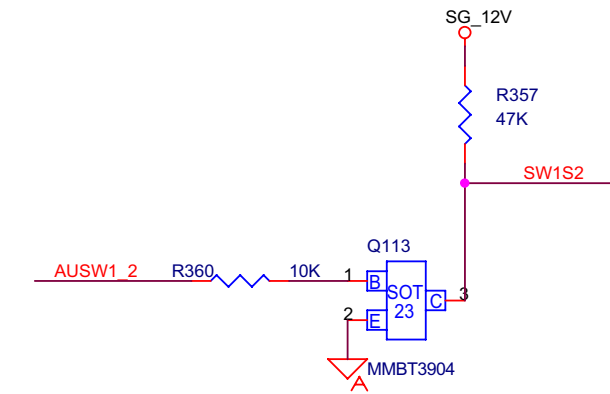 SG_12V
R357
47K
SW1S2
Q113
AUSW1_2
R360
10K
1
B
SOT
23
C
3
2
E
MMBT3904
A